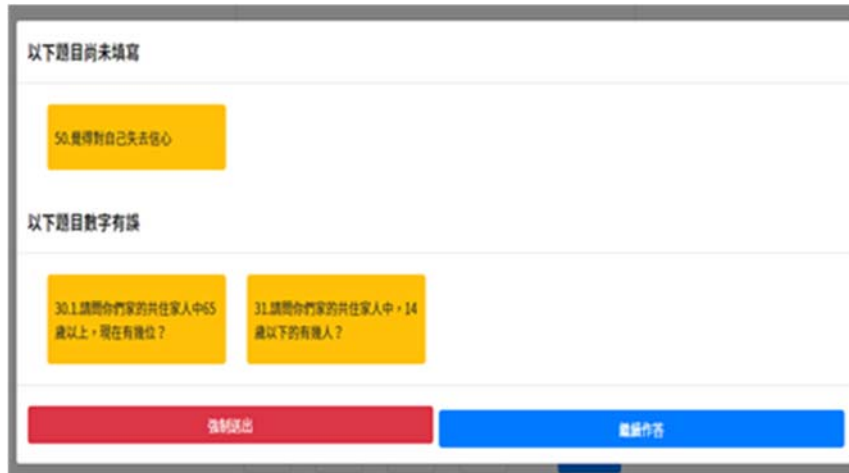 以下題目尚未填寫
50.覺得對自己失去信心
以下題目數字有誤
30.1.請問你們家的共住家人中65
歲以上，現在有幾位？
31.請問你們家的共住家人中，14
歲以下的有幾人？
強制送出
繼續作答